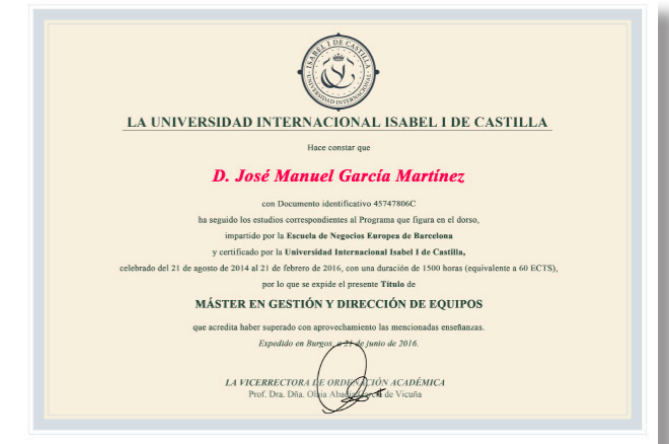 ISABEL I DE CASTILLA
UNIVERSIDAD INTERNACIONAL
LA UNIVERSIDAD INTERNACIONAL ISABEL I DE CASTILLA
Hace constar que
D. José Manuel García Martínez
con Documento identificativo 45747806C
ha seguido los estudios correspondientes al Programa que figura en el dorso,
impartido por la Escuela de Negocios Europea de Barcelona
y certificado por la Universidad Internacional Isabel I de Castilla,
celebrado del 21 de agosto de 2014 al 21 de febrero de 2016, con una duración de 1500 horas (equivalente a 60 ECTS),
por lo que se expide el presente Título de
MÁSTER EN GESTIÓN Y DIRECCIÓN DE EQUIPOS
que acredita haber superado con aprovechamiento las mencionadas enseñanzas.
Expedido en Burgos, a 21 de junio de 2016.
LA VICERRECTORA DE ORDENACIÓN ACADÉMICA
Prof. Dra. Dña. de Vicuña